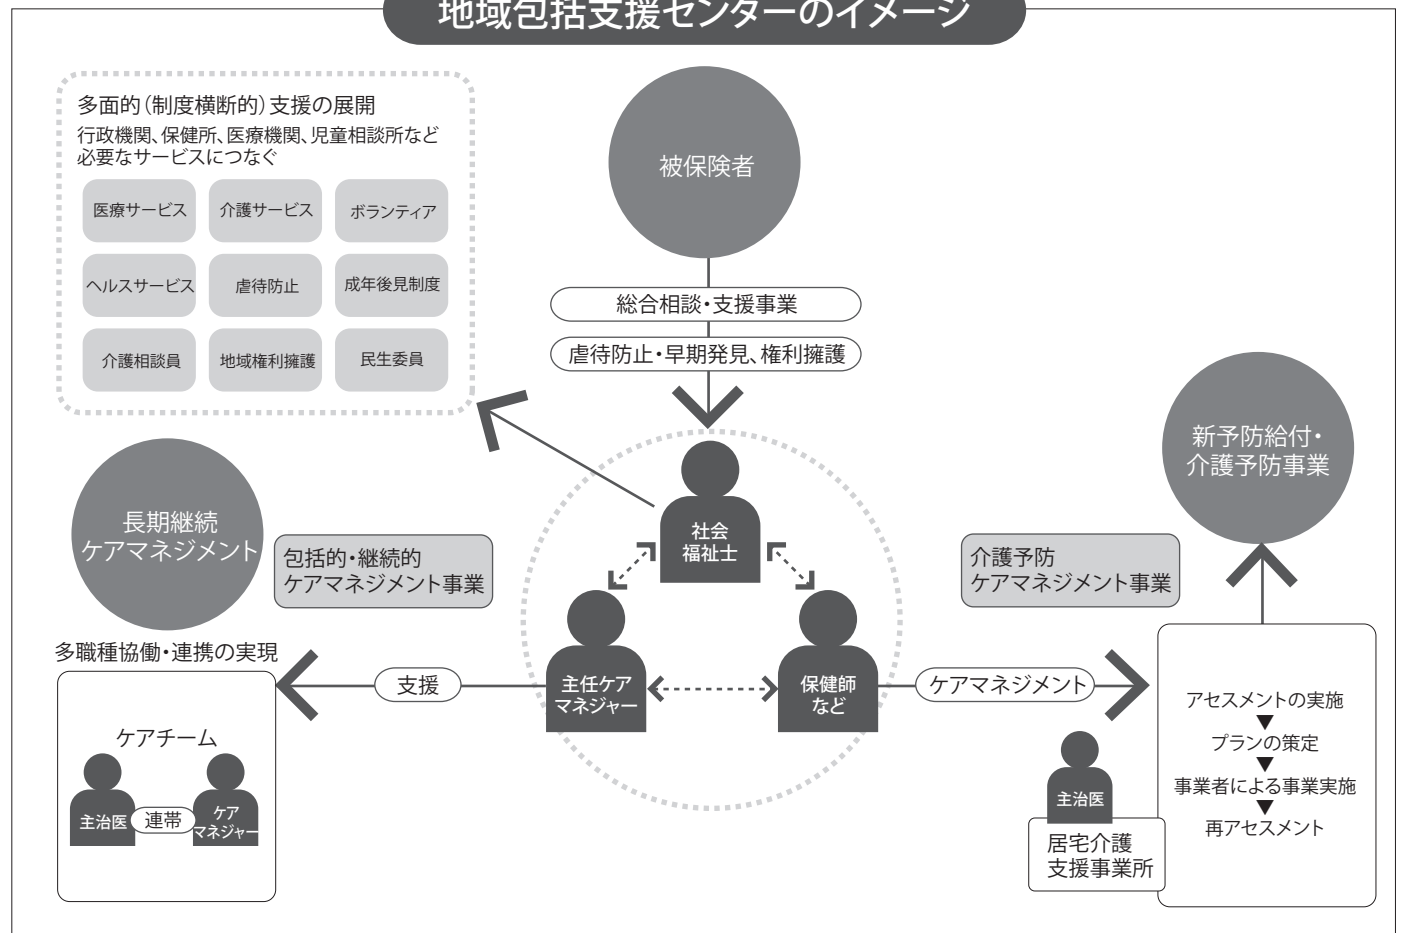 地域包括支援センターのイメージ
多面的（制度横断的）支援の展開
行政機関、保健所、医療機関、児童相談所など
必要なサービスにつなぐ
医療サービス
介護サービス
ボランティア
ヘルスサービス
虐待防止
成年後見制度
介護相談員
地域権利擁護
民生委員
被保険者
総合相談・支援事業
虐待防止・早期発見、権利擁護
新予防給付・
介護予防事業
長期継続
ケアマネジメント
包括的・継続的
ケアマネジメント事業
社会
福祉士
介護予防
ケアマネジメント事業
多職種協働・連携の実現
支援
主任ケア
マネジャー
保健師
など
ケアマネジメント
ケアチーム
主治医
連帯
ケア
マネジャー
アセスメントの実施
▼
プランの策定
▼
事業者による事業実施
▼
再アセスメント
主治医
居宅介護
支援事業所